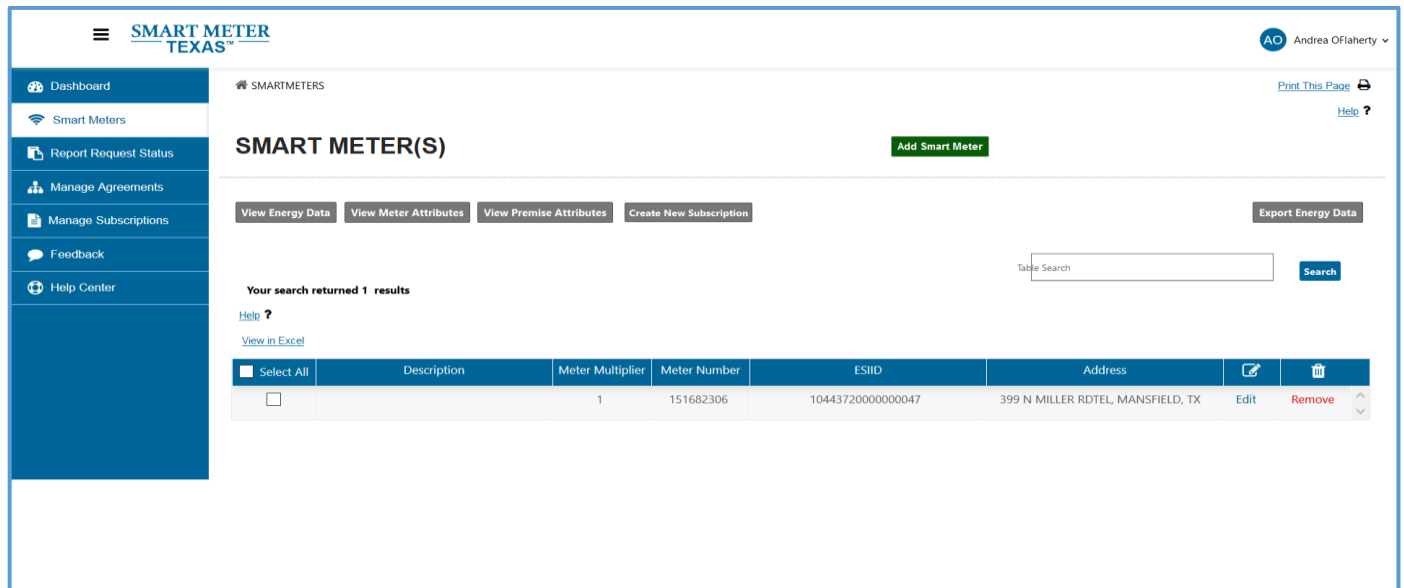 SMART METER
TEXAS™
AO Andrea OFlaherty
Dashboard
Smart Meters
Report Request Status
Manage Agreements
Manage Subscriptions
Feedback
Help Center
SMARTMETERS
Print This Page
Help ?
SMART METER(S)
Add Smart Meter
View Energy Data View Meter Attributes View Premise Attributes Create New Subscription Export Energy Data
Table Search
Search
Your search returned 1 results
Help ?
View in Excel
Select All Description Meter Multiplier Meter Number ESIID Address
1 151682306 10443720000000047 399 N MILLER RDTEL, MANSFIELD, TX Edit Remove